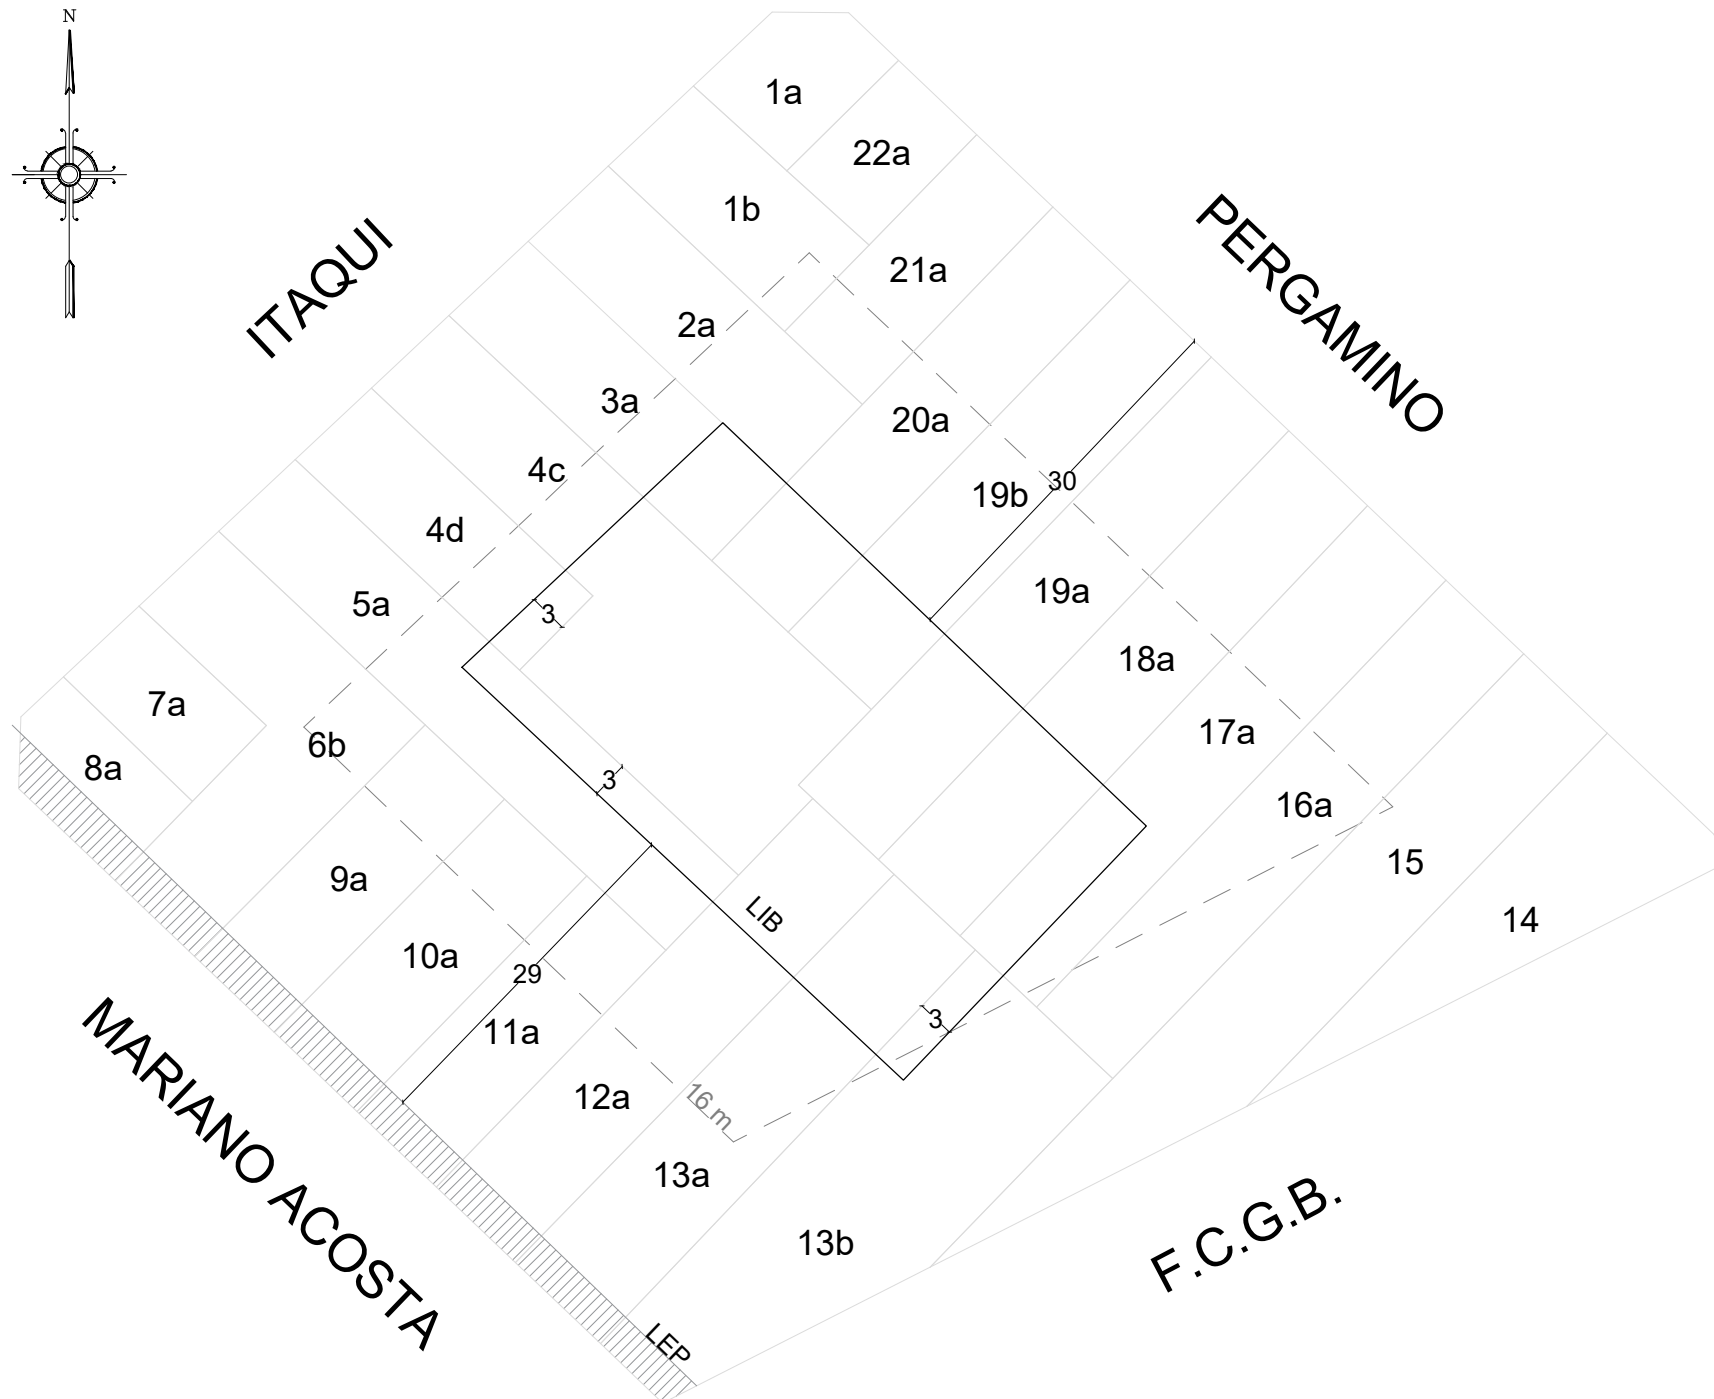 N
1a
22a
1b
21a
ITAQUI
PERGAMINO
2a
3a
20a
4c
30
19b
4d
19a
5a
3
18a
7a
17a
6b
8a
3
16a
15
9a
LIB
14
10a
29
3
11a
12a
16 m
MARIANO ACOSTA
13a
13b
F.C.G.B.
LEP